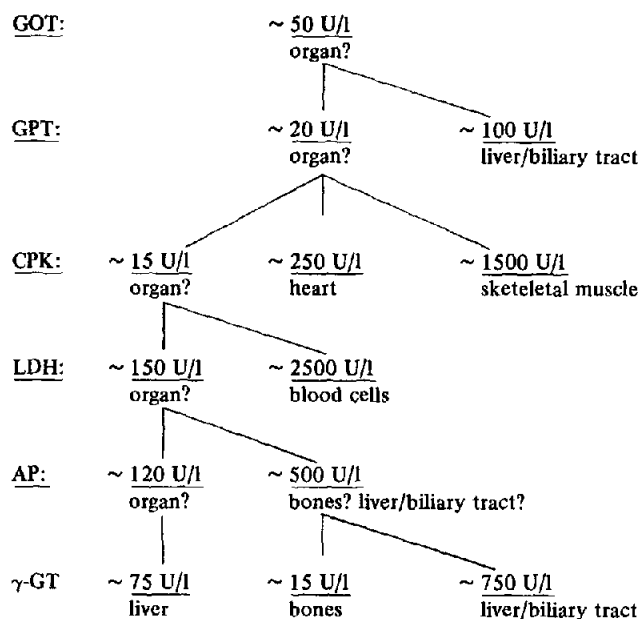 GOT: ~ 50 U/l
organ?
GPT: ~ 20 U/l ~ 100 U/l
organ? liver/biliary tract
CPK: ~ 15 U/l ~ 250 U/l ~ 1500 U/l
organ? heart sketeletal muscle
LDH: ~ 150 U/l ~ 2500 U/l
organ? blood cells
AP: ~ 120 U/l ~ 500 U/l
organ? bones? liver/biliary tract?
γ-GT ~ 75 U/l ~ 15 U/l ~ 750 U/l
liver bones liver/biliary tract